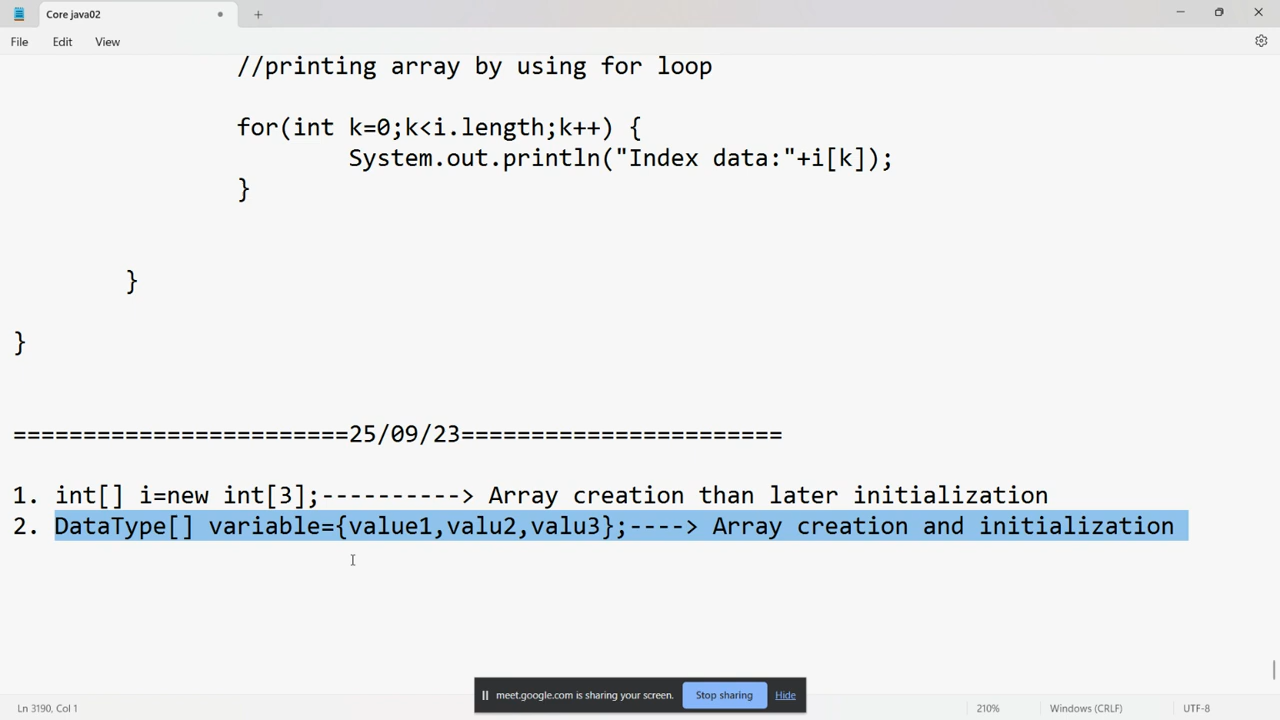 Core java02
File Edit View
//printing array by using for loop
for(int k=0;k<i.length;k++) {
System.out.println("Index data:"+i[k]);
}
}
}
========================25/09/23=======================
1. int[] i=new int[3];----------> Array creation than later initialization
2. DataType[] variable={value1,valu2,valu3};----> Array creation and initialization
meet.google.com is sharing your screen. Stop sharing Hide
Ln 3190, Col 1 210% Windows (CRLF) UTF-8